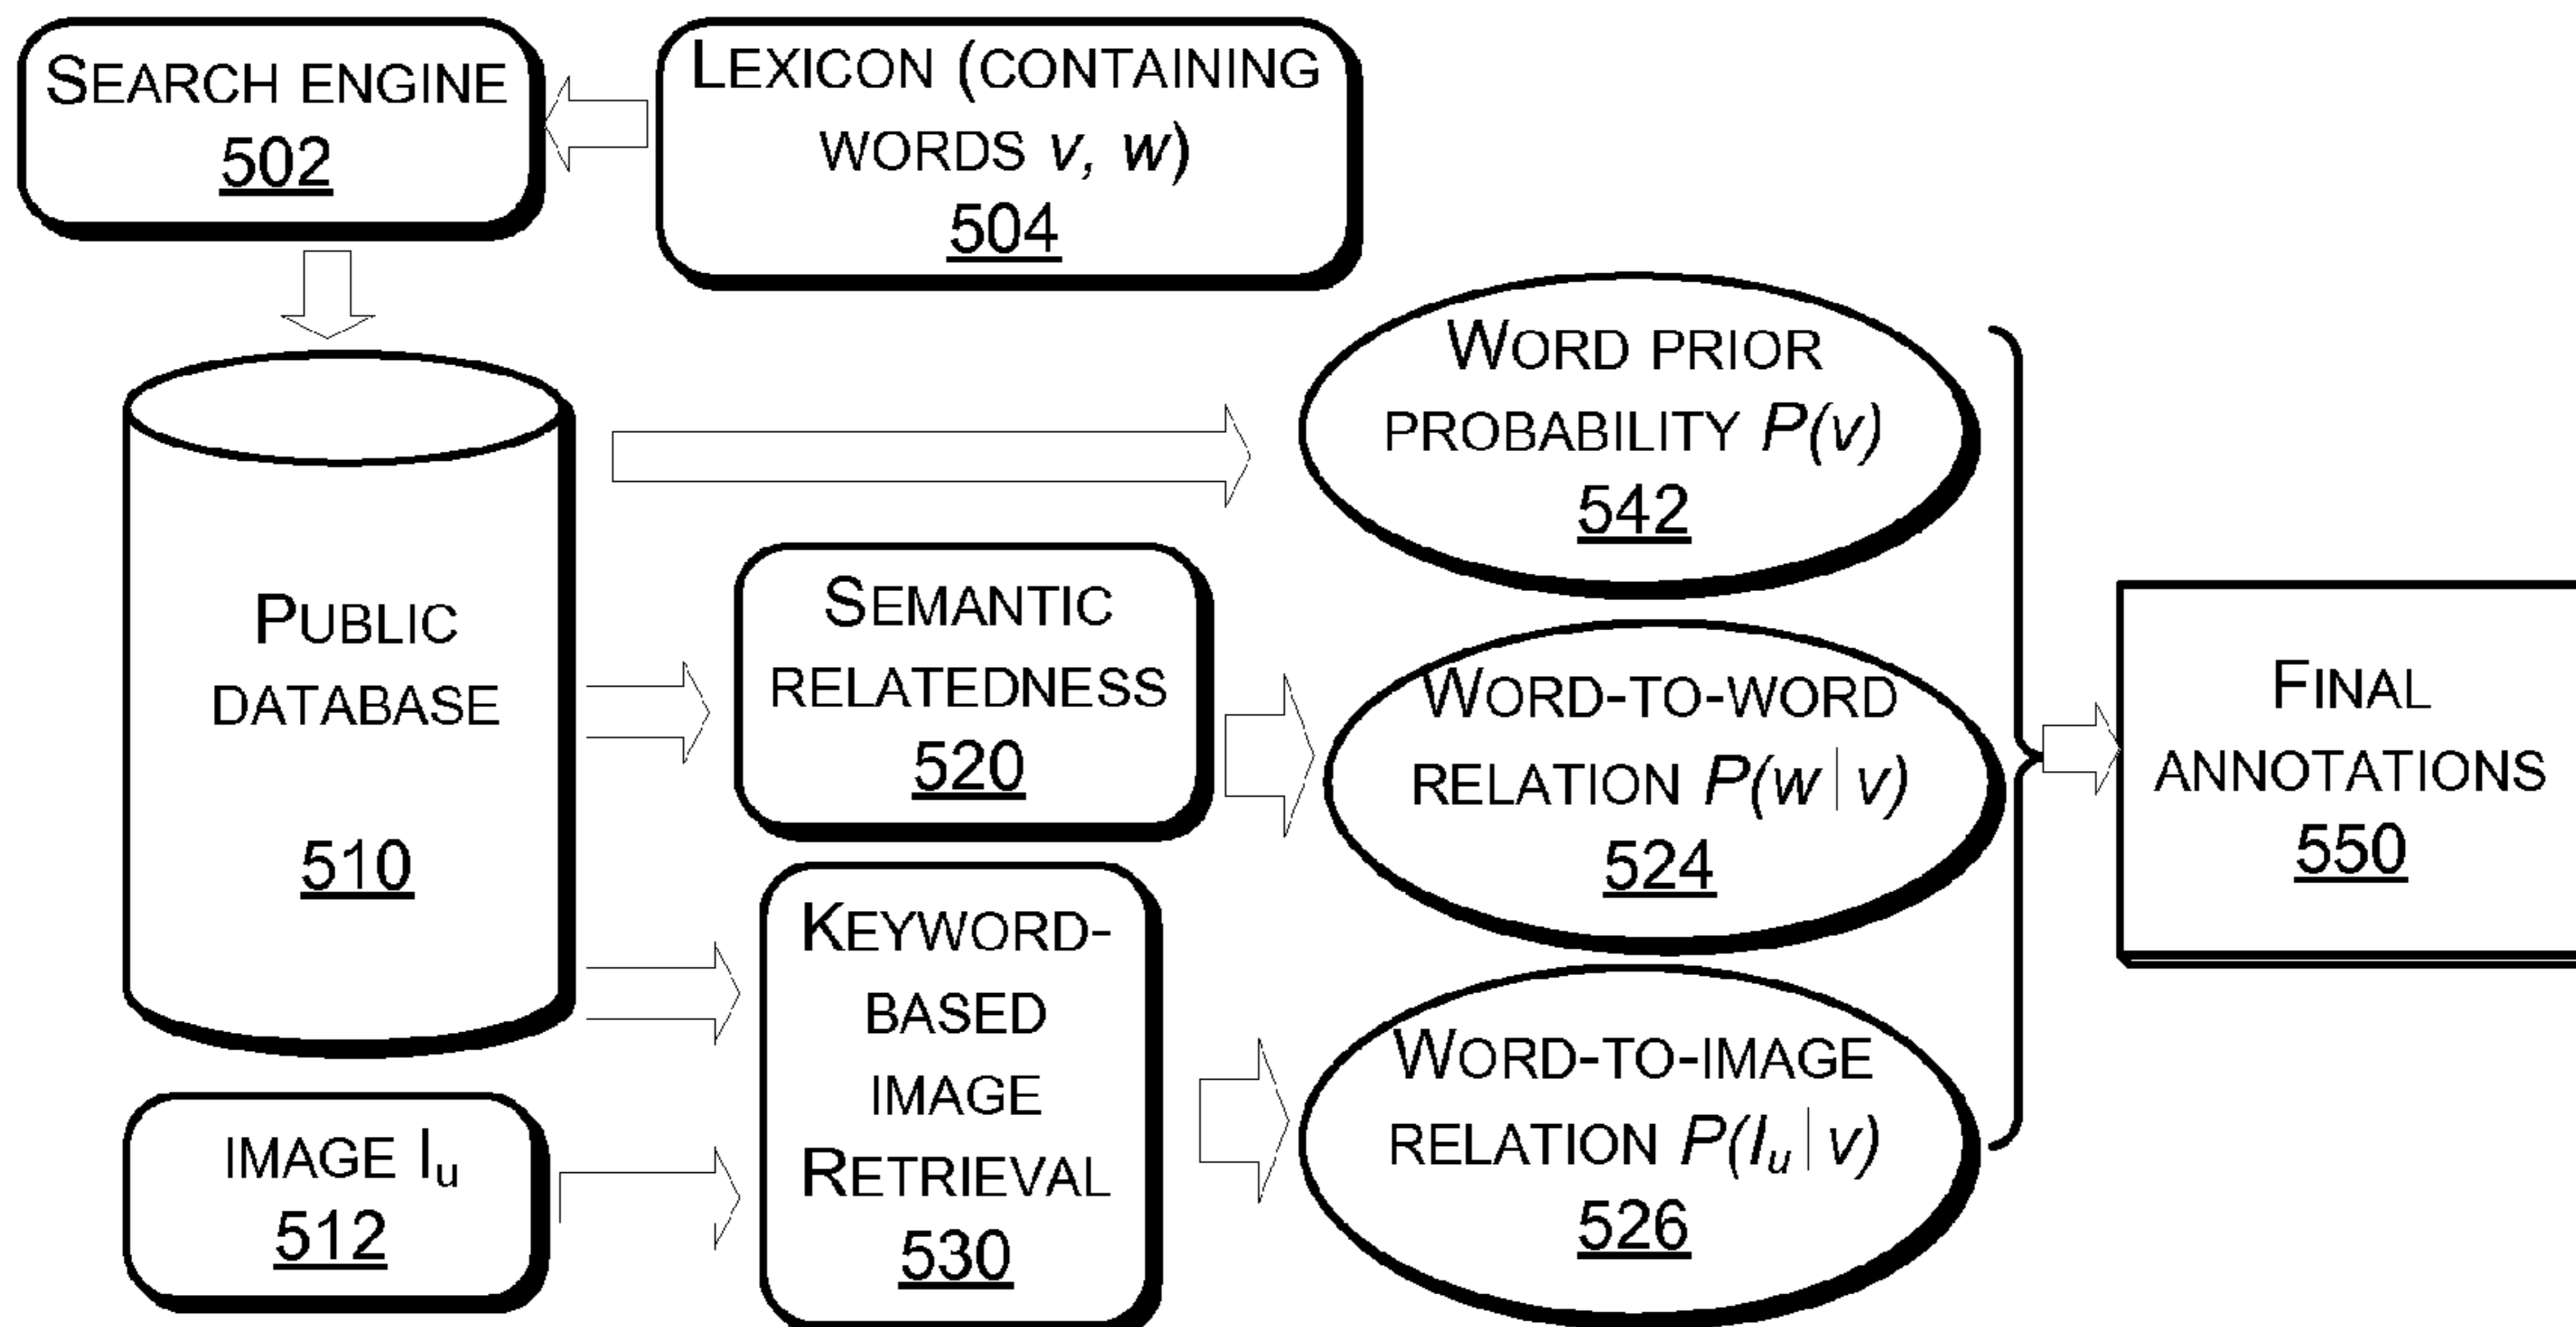 SEARCH ENGINE
502
LEXICON (CONTAINING
WORDS v, w)
504
WORD PRIOR
PROBABILITY P(v)
542
PUBLIC
DATABASE
510
SEMANTIC
RELATEDNESS
520
WORD-TO-WORD
RELATION P(w|v)
524
FINAL
ANNOTATIONS
550
KEYWORD-
BASED
IMAGE
RETRIEVAL
530
IMAGE Iu
512
WORD-TO-IMAGE
RELATION P(Iu|v)
526